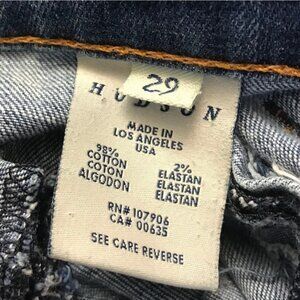 29
HUDSON
MADE IN
LOS ANGELES
USA
98% 2%
COTTON ELASTAN
COTON ELASTAN
ALGODON ELASTAN
RN# 107906
CA# 00635
SEE CARE REVERSE